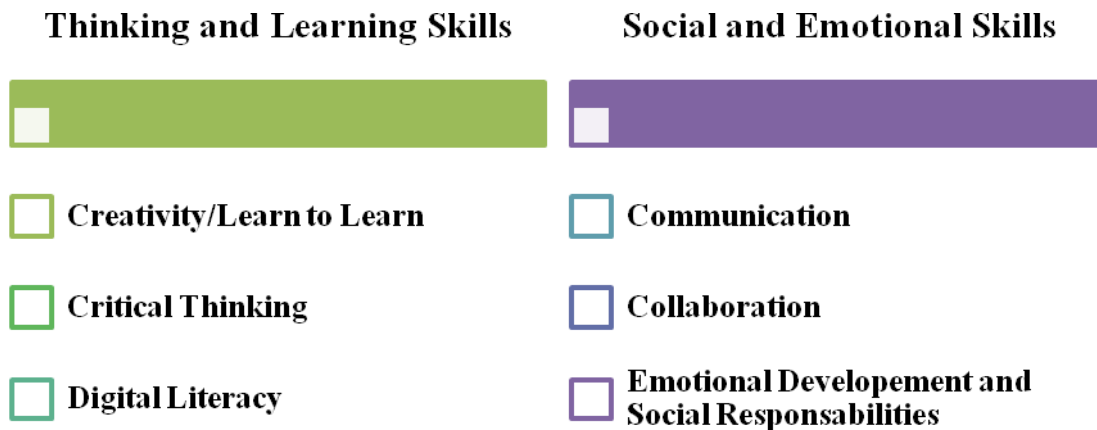 Thinking and Learning Skills
Creativity/Learn to Learn
Critical Thinking
Digital Literacy
Social and Emotional Skills
Communication
Collaboration
Emotional Developement and
Social Responsabilities